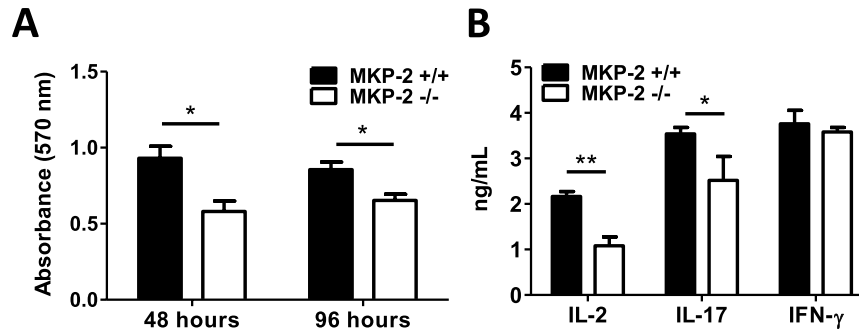 A
Absorbance (570 nm)
1.5
1.0
0.5
0.0
MKP-2 +/+
MKP-2 -/-
*
*
48 hours
96 hours
B
ng/mL
5
4
3
2
1
0
MKP-2 +/+
MKP-2 -/-
**
*
IL-2
IL-17
IFN-γ